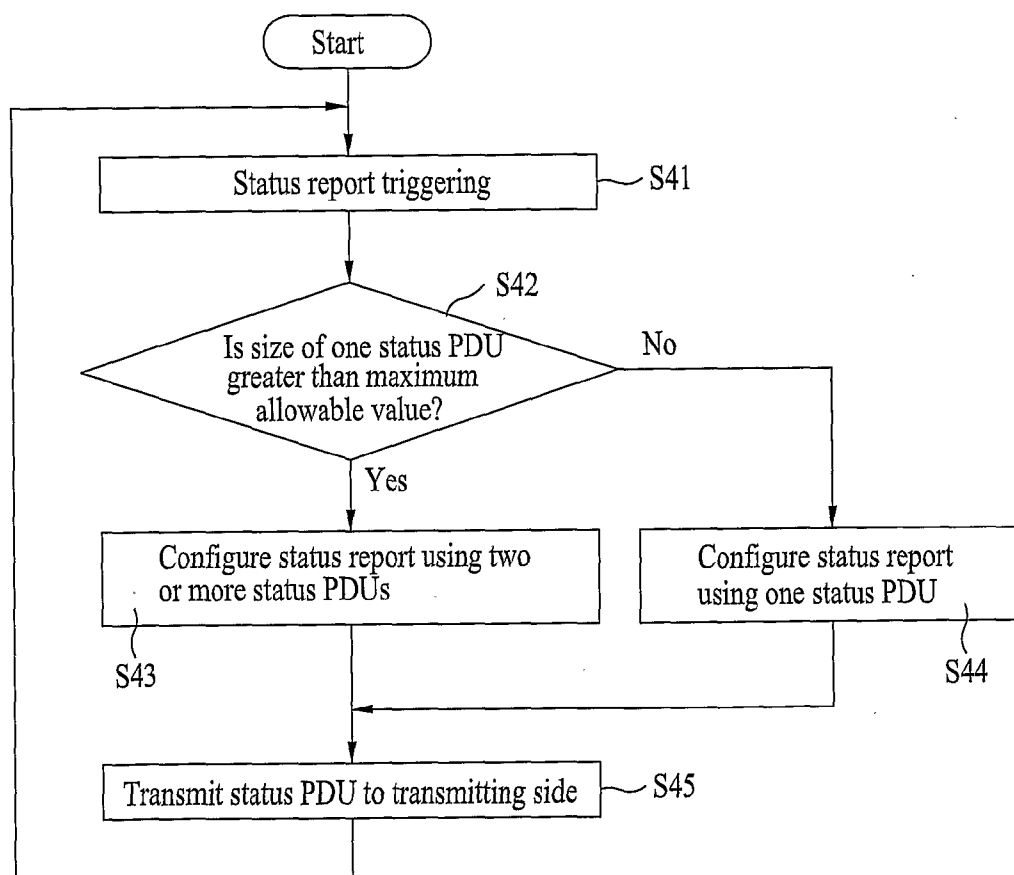 Start
Status report triggering
S41
S42
Is size of one status PDU
greater than maximum
allowable value?
No
Yes
Configure status report using two
or more status PDUs
S43
Configure status report
using one status PDU
S44
Transmit status PDU to transmitting side
S45